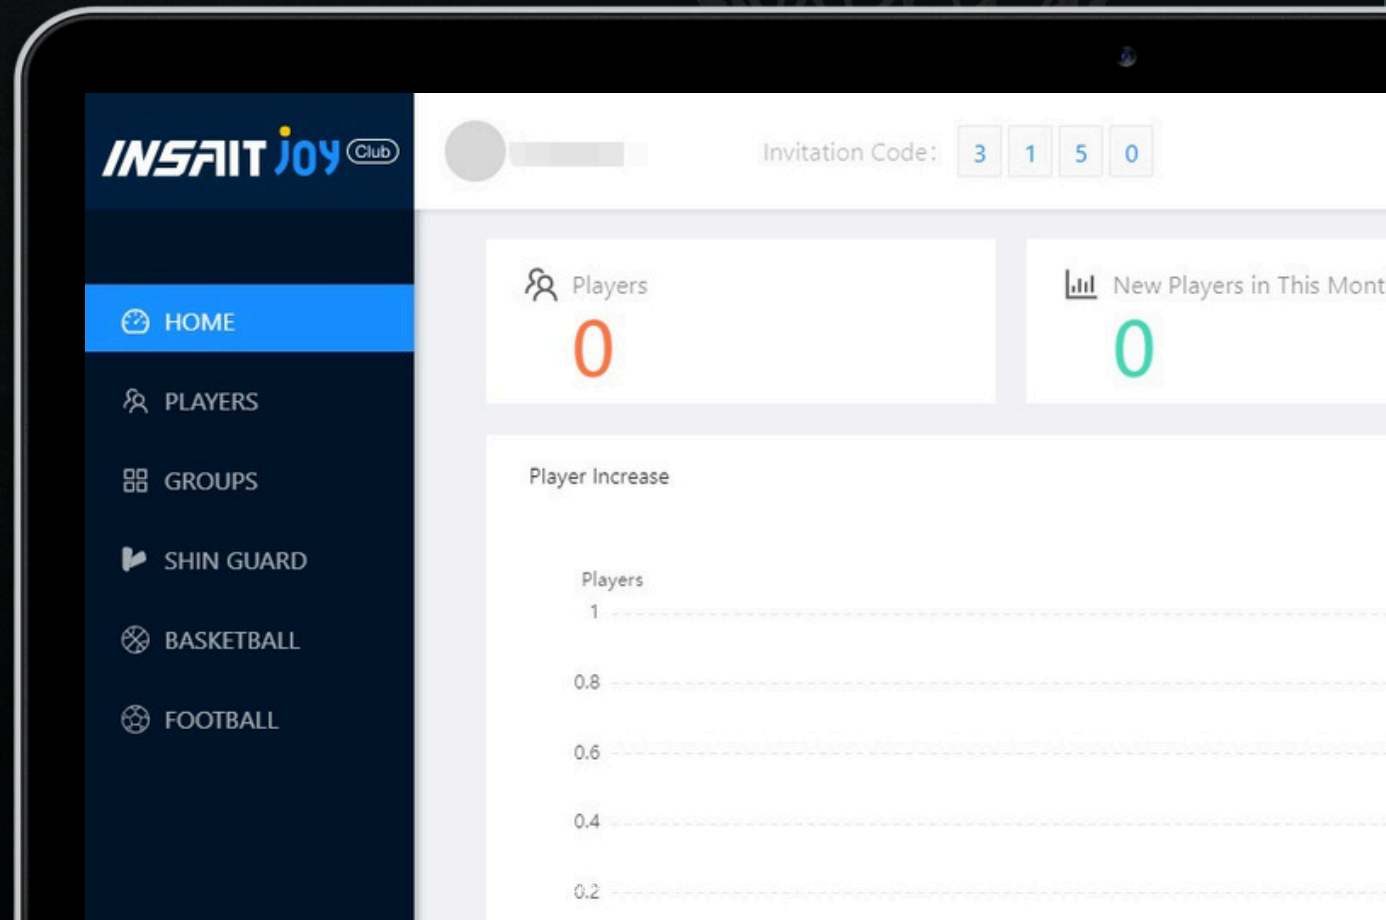 INSAIT JOY Club
Invitation Code: 3 1 5 0
HOME
PLAYERS
GROUPS
SHIN GUARD
BASKETBALL
FOOTBALL
Players
0
New Players in This Mont
0
Player Increase
Players
1
0.8
0.6
0.4
0.2